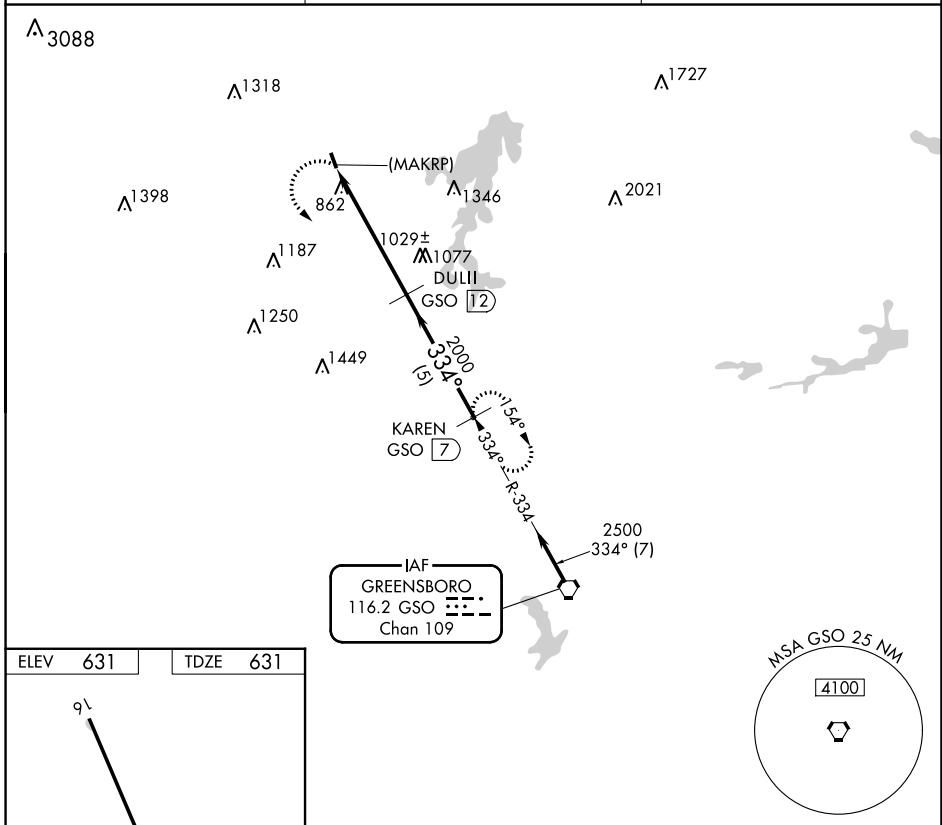 3088
1318
1727
(MAKRP)
1398
862
1346
2021
1029±
1187
1077
DULII
GSO 12
1250
2000
334°
(5)
1449
KAREN
GSO 7
154°
334°
R-334
2500
334° (7)
IAF
GREENSBORO
116.2 GSO
Chan 109
ELEV 631
TDZE 631
16
MSA GSO 25 NM
4100